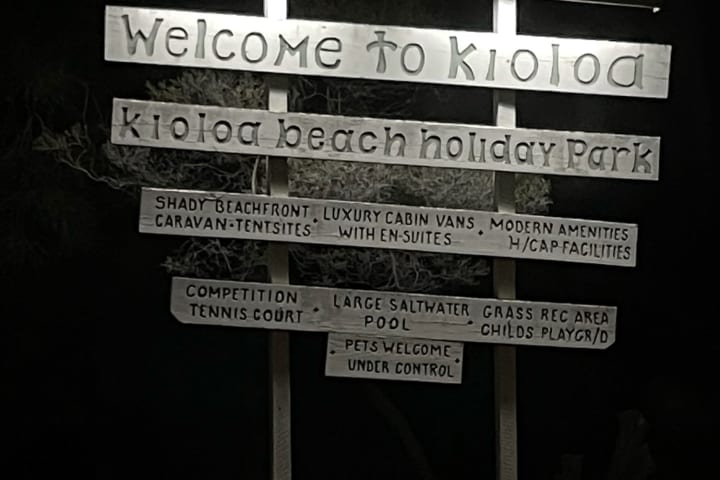 Welcome to Kioloa
Kioloa beach holiday Park
SHADY BEACHFRONT • LUXURY CABIN VANS • MODERN AMENITIES
CARAVAN-TENTSITES WITH EN-SUITES H/CAP FACILITIES
COMPETITION • LARGE SALTWATER • GRASS REC AREA
TENNIS COURT POOL CHILDS PLAYGR/D
• PETS WELCOME •
UNDER CONTROL